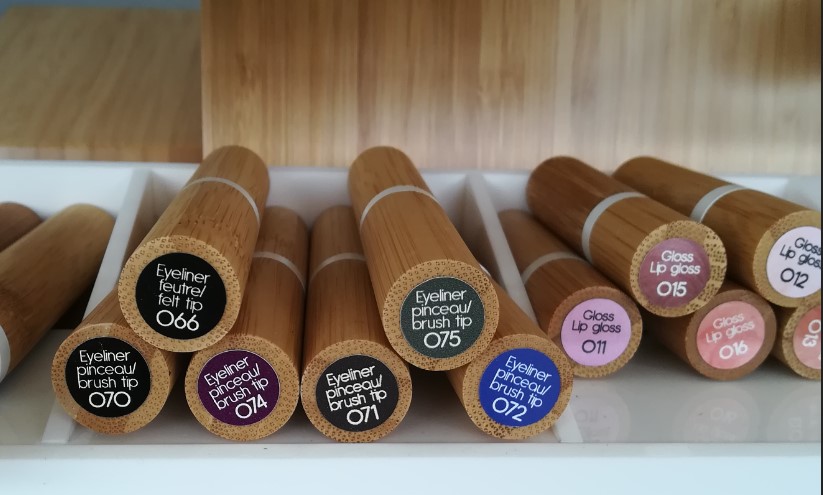 Eyeliner
feutre/
felt tip
066
Eyeliner
pinceau/
brush tip
075
Gloss
Lip gloss
015
Gloss
Lip gloss
012
Eyeliner
pinceau/
brush tip
070
Eyeliner
pinceau/
brush tip
074
Eyeliner
pinceau/
brush tip
071
Eyeliner
pinceau/
brush tip
072
Gloss
Lip gloss
011
Gloss
Lip gloss
016